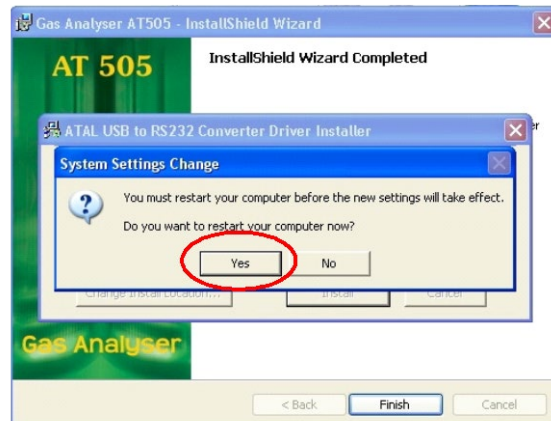 Gas Analyser AT505 - InstallShield Wizard
AT 505
InstallShield Wizard Completed
ATAL USB to RS232 Converter Driver Installer
System Settings Change
You must restart your computer before the new settings will take effect.
Do you want to restart your computer now?
Yes
No
Change Install Location...
Install
Cancel
Gas Analyser
< Back
Finish
Cancel